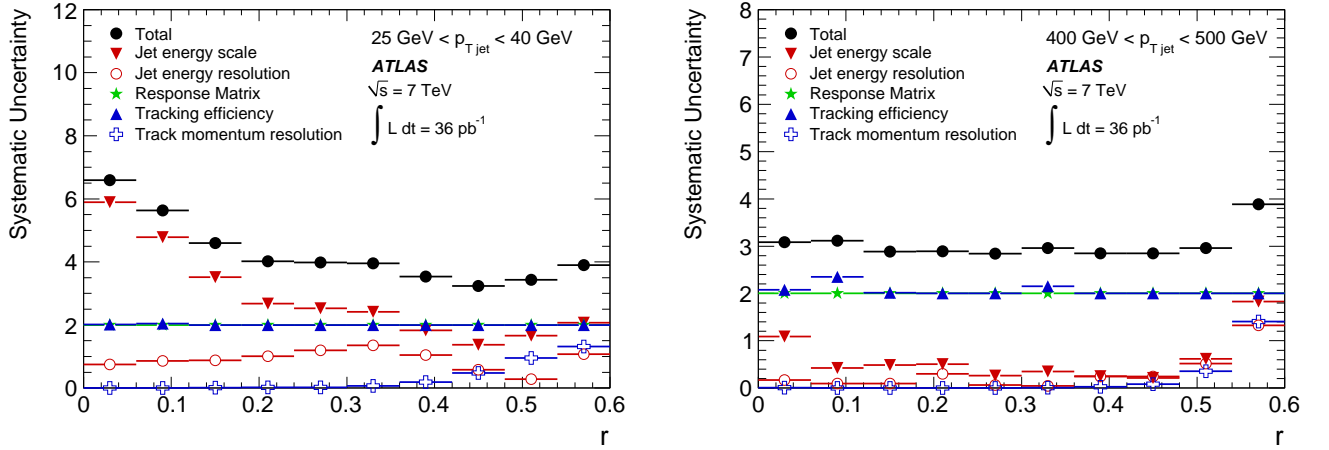 Systematic Uncertainty
12
10
8
6
4
2
0
Total
Jet energy scale
Jet energy resolution
Response Matrix
Tracking efficiency
Track momentum resolution
25 GeV < p_T jet < 40 GeV
ATLAS
√s = 7 TeV
∫ L dt = 36 pb⁻¹
0 0.1 0.2 0.3 0.4 0.5 0.6
r
Systematic Uncertainty
8
7
6
5
4
3
2
1
0
Total
Jet energy scale
Jet energy resolution
Response Matrix
Tracking efficiency
Track momentum resolution
400 GeV < p_T jet < 500 GeV
ATLAS
√s = 7 TeV
∫ L dt = 36 pb⁻¹
0 0.1 0.2 0.3 0.4 0.5 0.6
r